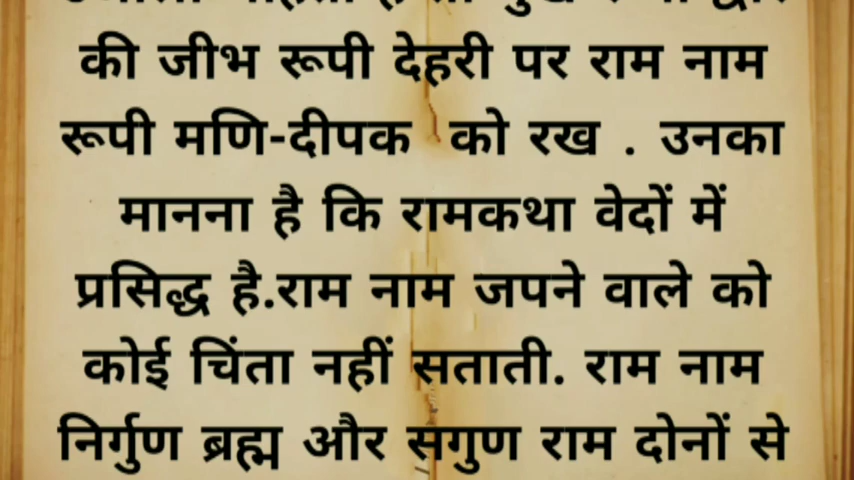 की जीभ रूपी देहरी पर राम नाम
रूपी मणि-दीपक को रख . उनका
मानना है कि रामकथा वेदों में
प्रसिद्ध है.राम नाम जपने वाले को
कोई चिंता नहीं सताती. राम नाम
निर्गुण ब्रह्म और सगुण राम दोनों से